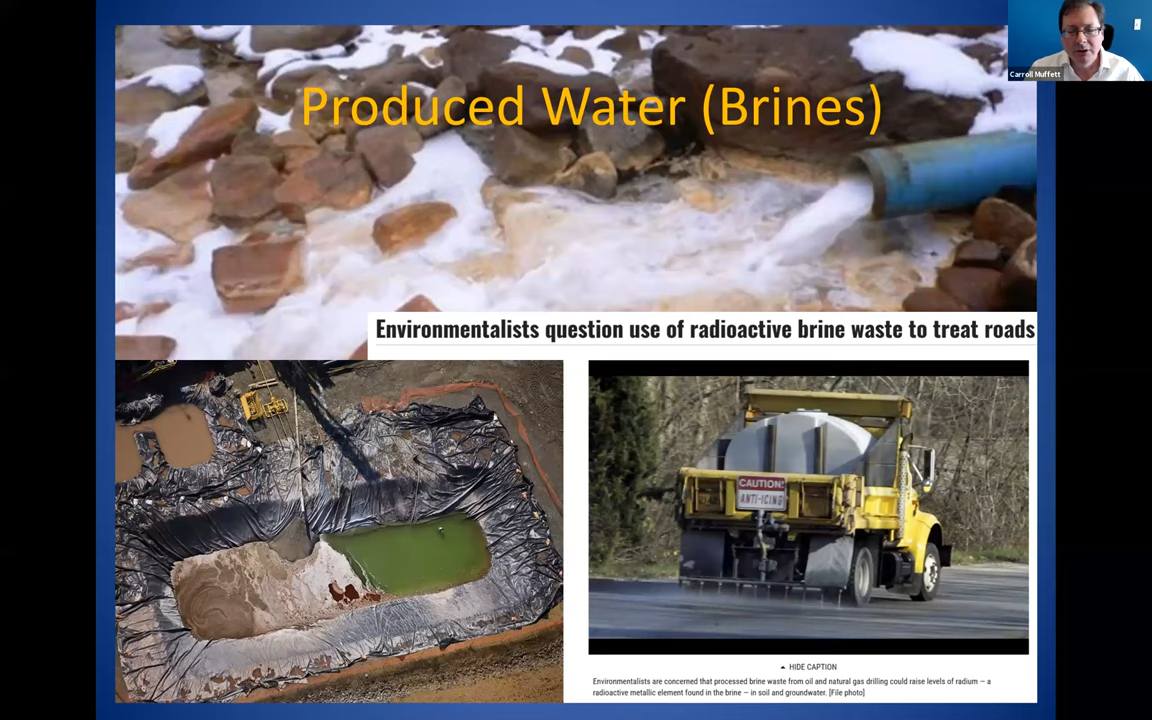 Carroll Muffett
Produced Water (Brines)
Environmentalists question use of radioactive brine waste to treat roads
CAUTION!
ANTI-ICING
HIDE CAPTION
Environmentalists are concerned that processed brine waste from oil and natural gas drilling could raise levels of radium — a
radioactive metallic element found in the brine — in soil and groundwater. [File photo]